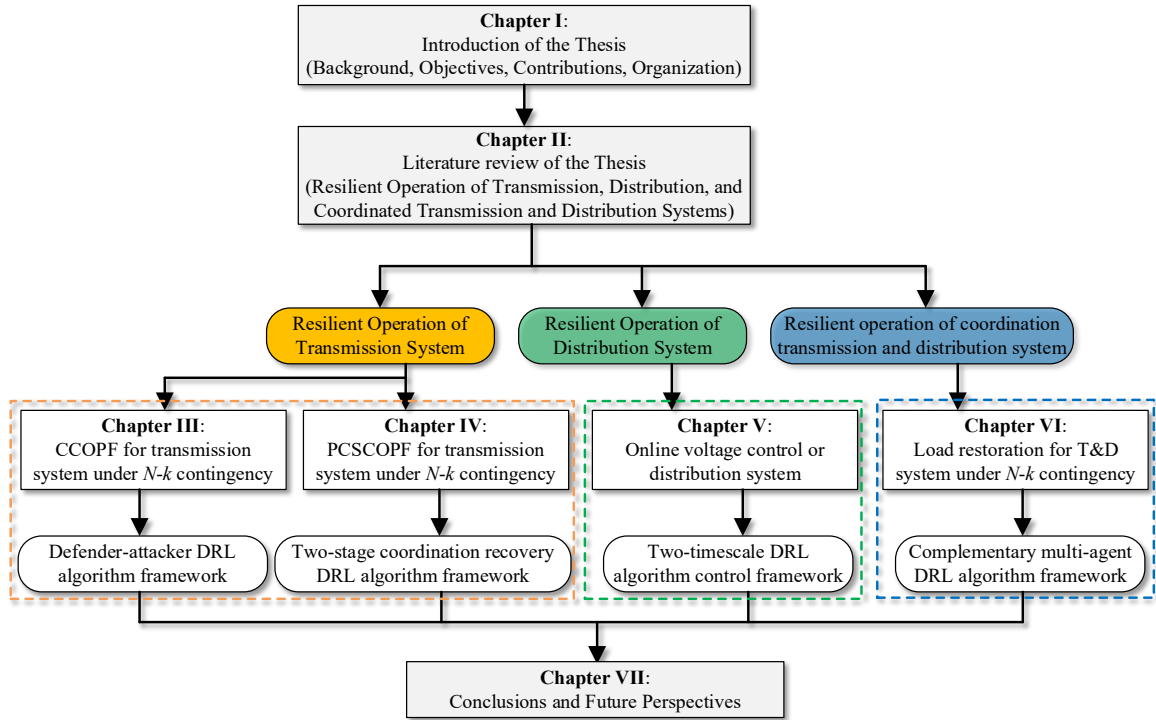 Chapter I:
Introduction of the Thesis
(Background, Objectives, Contributions, Organization)
Chapter II:
Literature review of the Thesis
(Resilient Operation of Transmission, Distribution, and
Coordinated Transmission and Distribution Systems)
Resilient Operation of
Transmission System
Resilient Operation of
Distribution System
Resilient operation of coordination
transmission and distribution system
Chapter III:
CCOPF for transmission
system under N-k contingency
Chapter IV:
PCSCOPF for transmission
system under N-k contingency
Chapter V:
Online voltage control or
distribution system
Chapter VI:
Load restoration for T&D
system under N-k contingency
Defender-attacker DRL
algorithm framework
Two-stage coordination recovery
DRL algorithm framework
Two-timescale DRL
algorithm control framework
Complementary multi-agent
DRL algorithm framework
Chapter VII:
Conclusions and Future Perspectives